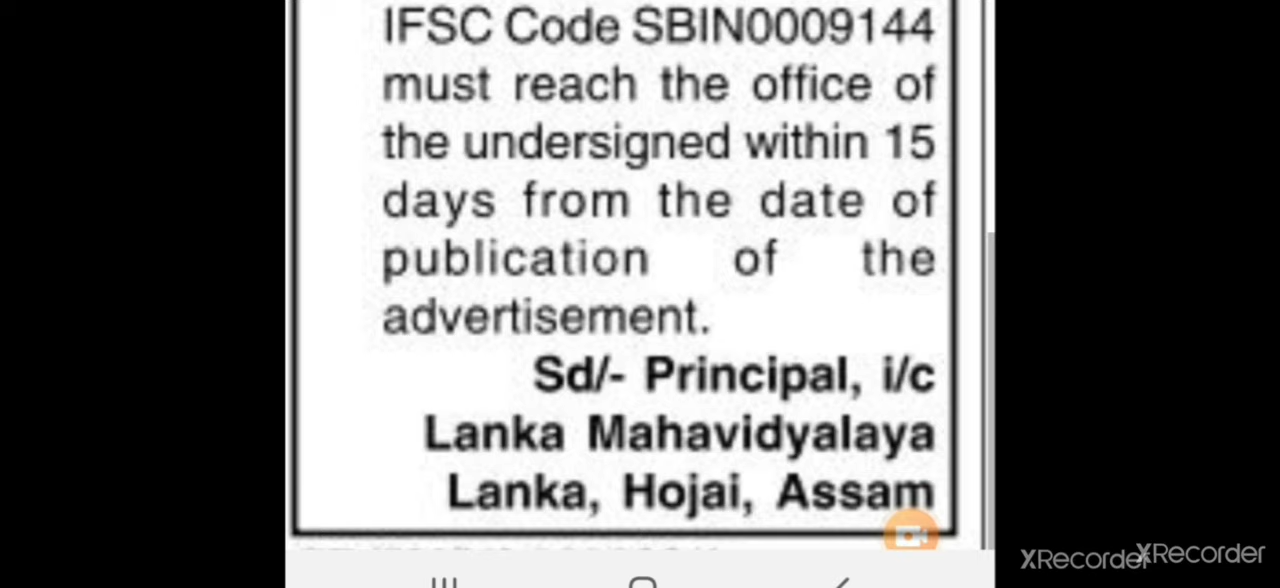 IFSC Code SBIN0009144
must reach the office of
the undersigned within 15
days from the date of
publication of the
advertisement.
Sd/- Principal, i/c
Lanka Mahavidyalaya
Lanka, Hojai, Assam
XRecorder
XRecorder